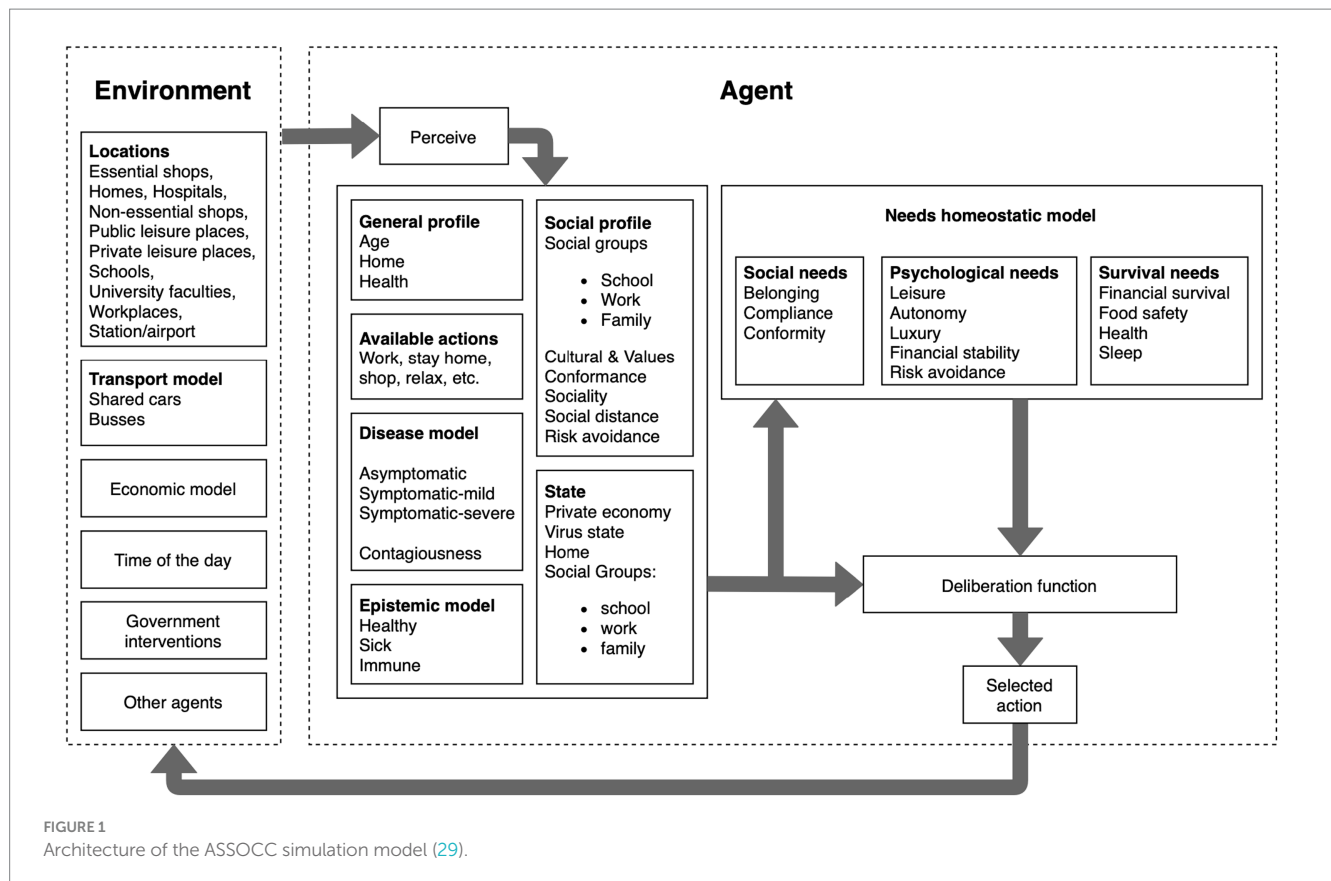 Environment
Locations
Essential shops,
Homes, Hospitals,
Non-essential shops,
Public leisure places,
Private leisure places,
Schools,
University faculties,
Workplaces,
Station/airport
Transport model
Shared cars
Busses
Economic model
Time of the day
Government
interventions
Other agents
Agent
Perceive
General profile
Age
Home
Health
Available actions
Work, stay home,
shop, relax, etc.
Disease model
Asymptomatic
Symptomatic-mild
Symptomatic-severe
Contagiousness
Epistemic model
Healthy
Sick
Immune
Social profile
Social groups
• School
• Work
• Family
Cultural & Values
Conformance
Sociality
Social distance
Risk avoidance
State
Private economy
Virus state
Home
Social Groups:
• school
• work
• family
Needs homeostatic model
Social needs
Belonging
Compliance
Conformity
Psychological needs
Leisure
Autonomy
Luxury
Financial stability
Risk avoidance
Survival needs
Financial survival
Food safety
Health
Sleep
Deliberation function
Selected
action
FIGURE 1
Architecture of the ASSOCC simulation model (29).